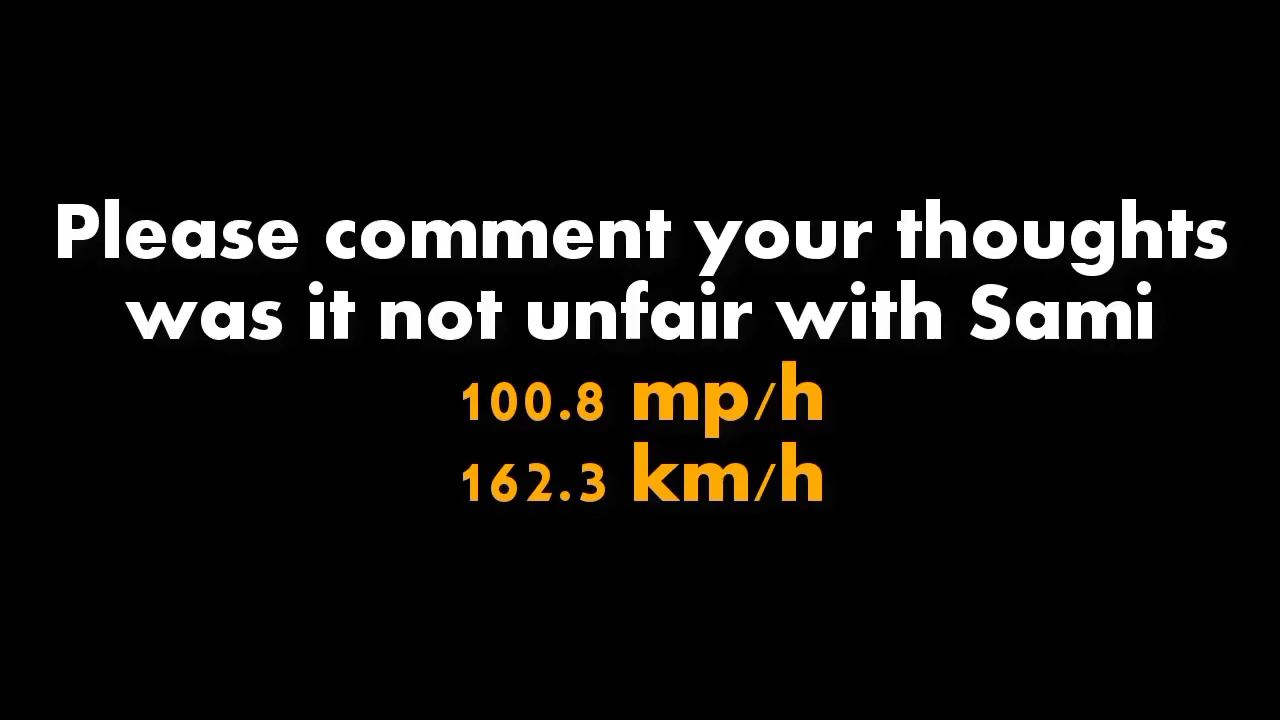 Please comment your thoughts
was it not unfair with Sami
100.8 mp/h
162.3 km/h